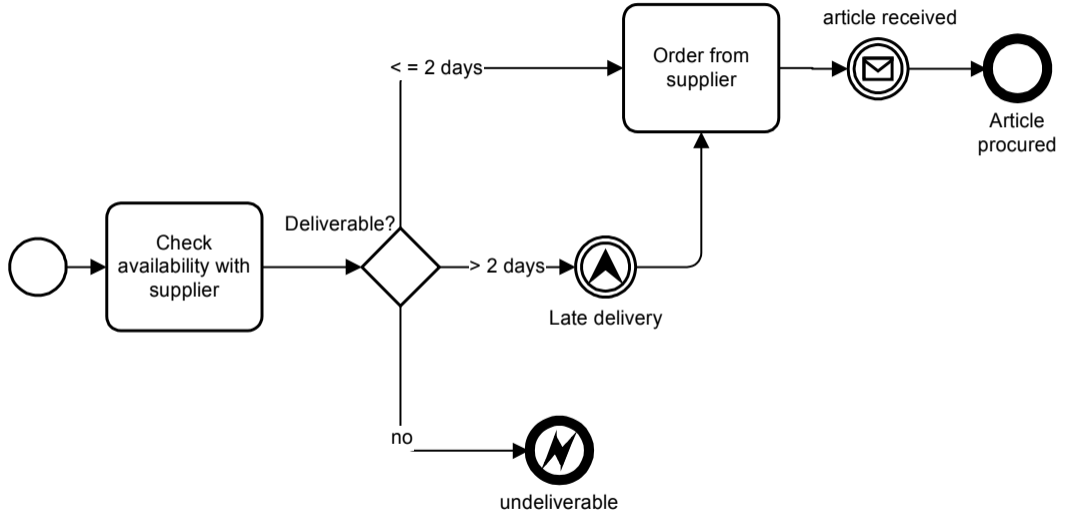 article received
< = 2 days
Order from
supplier
Article
procured
Deliverable?
Check
availability with
supplier
> 2 days
Late delivery
no
undeliverable